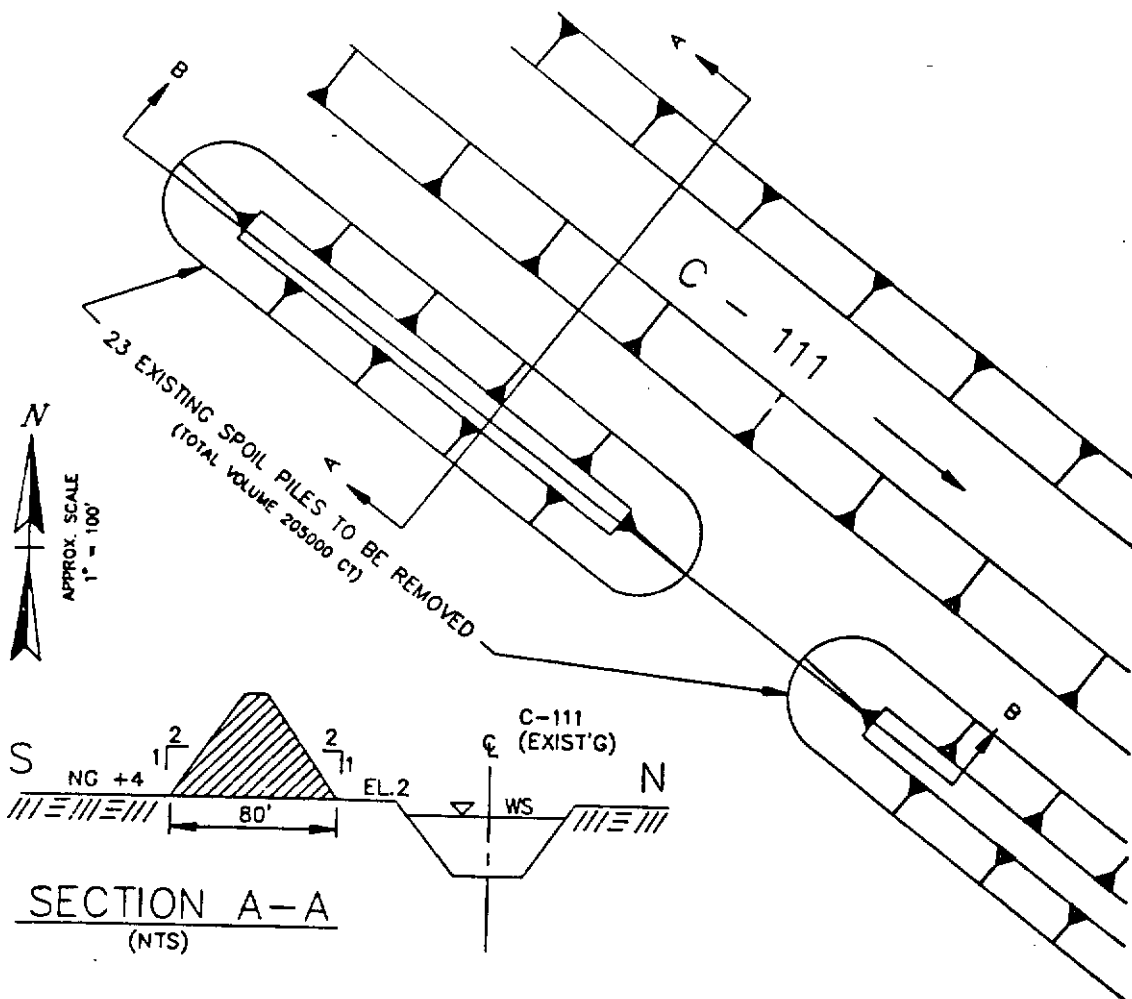 A
B
C - 111
23 EXISTING SPOIL PILES TO BE REMOVED
(TOTAL VOLUME 205000 CY)
A
N
APPROX. SCALE
1" = 100'
B
C-111
(EXIST'G)
℄
S
N
2
1
2
1
NG +4
EL.2
WS
80'
SECTION A-A
(NTS)